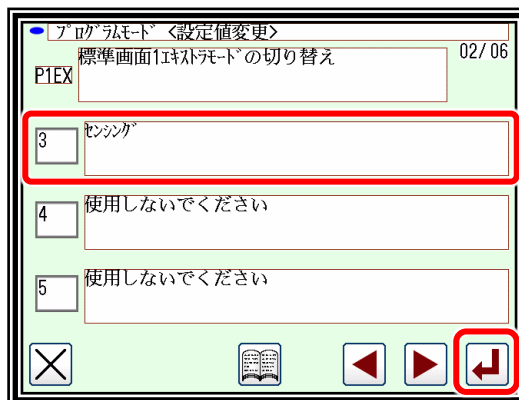 ﾌﾟﾛｸﾞﾗﾑﾓｰﾄﾞ <設定値変更>
P1EX 標準画面1ｴｷｽﾄﾗﾓｰﾄﾞの切り替え 02/06
3 ｾﾝｼﾝｸﾞ
4 使用しないでください
5 使用しないでください